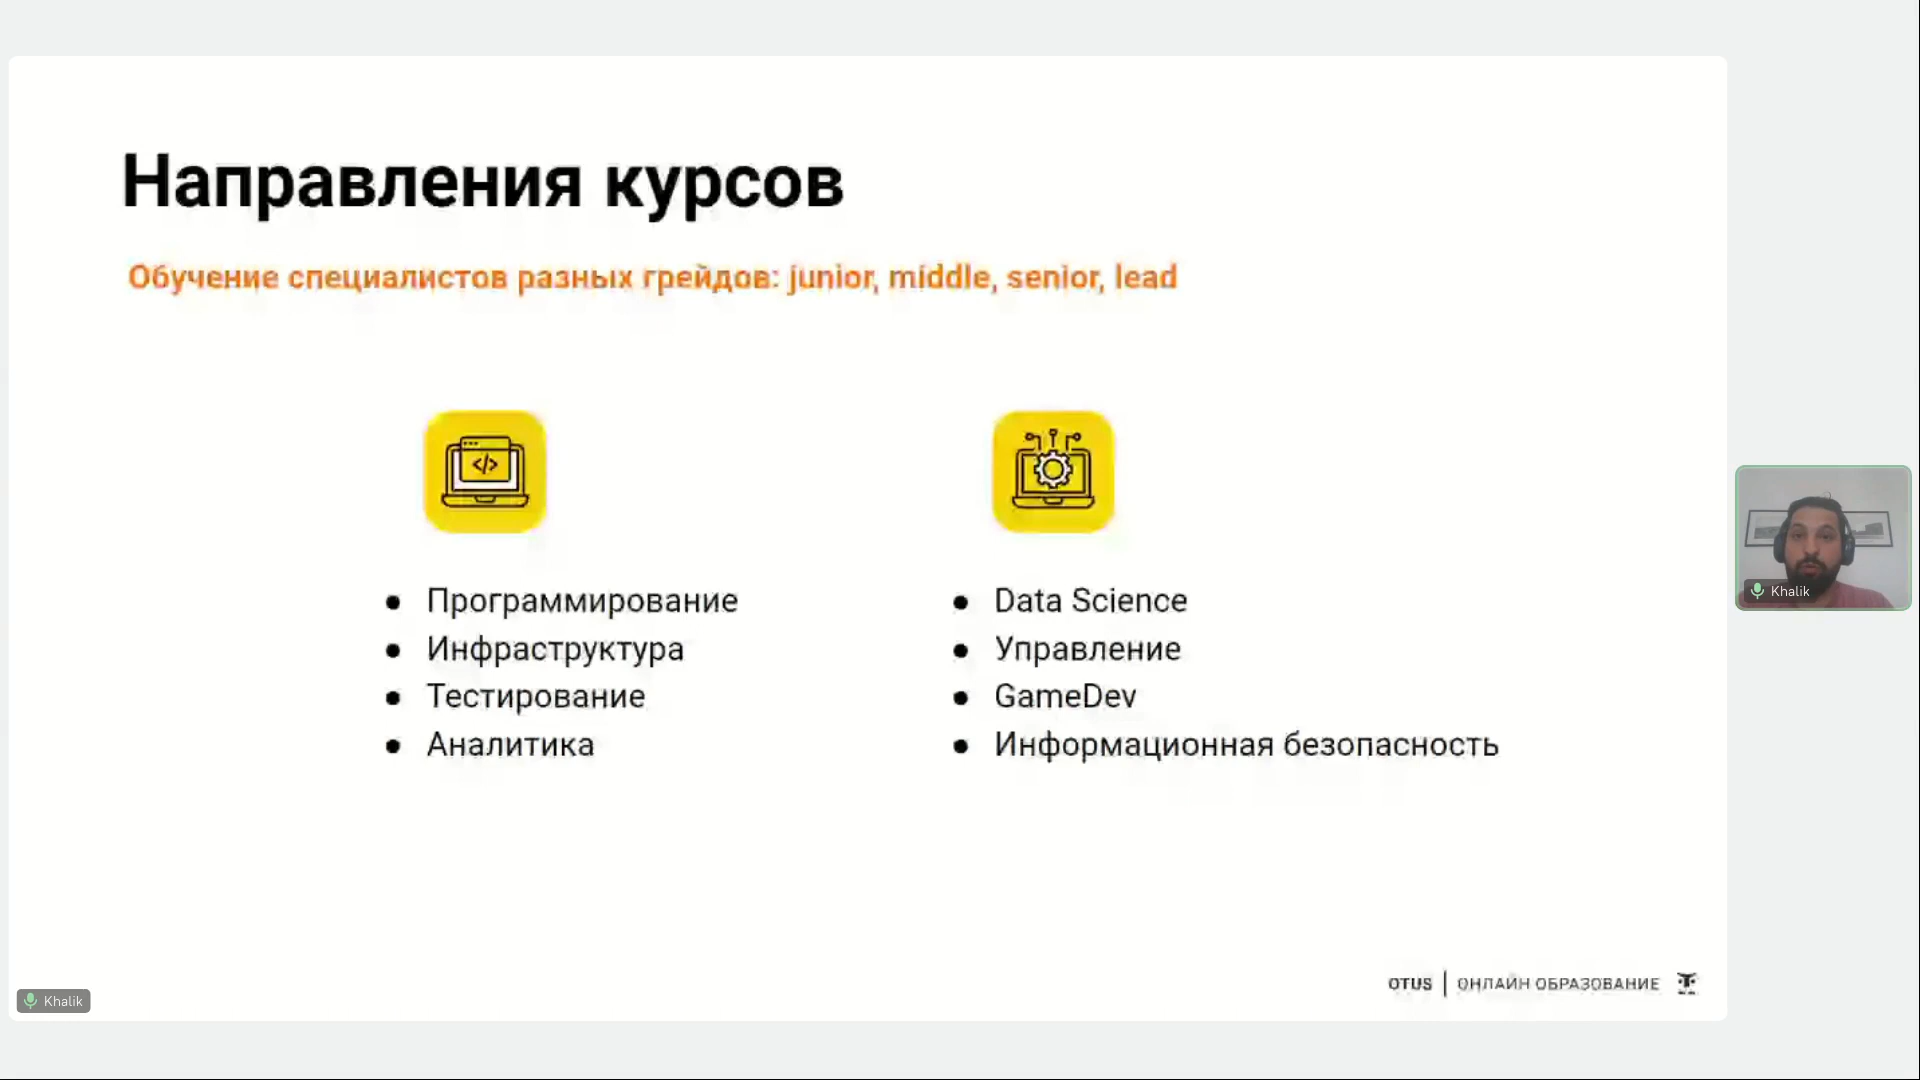 Направления курсов
Обучение специалистов разных грейдов: junior, middle, senior, lead
</>
Программирование
Инфраструктура
Тестирование
Аналитика
Data Science
Управление
GameDev
Информационная безопасность
Khalik
OTUS | ОНЛАЙН ОБРАЗОВАНИЕ
Khalik